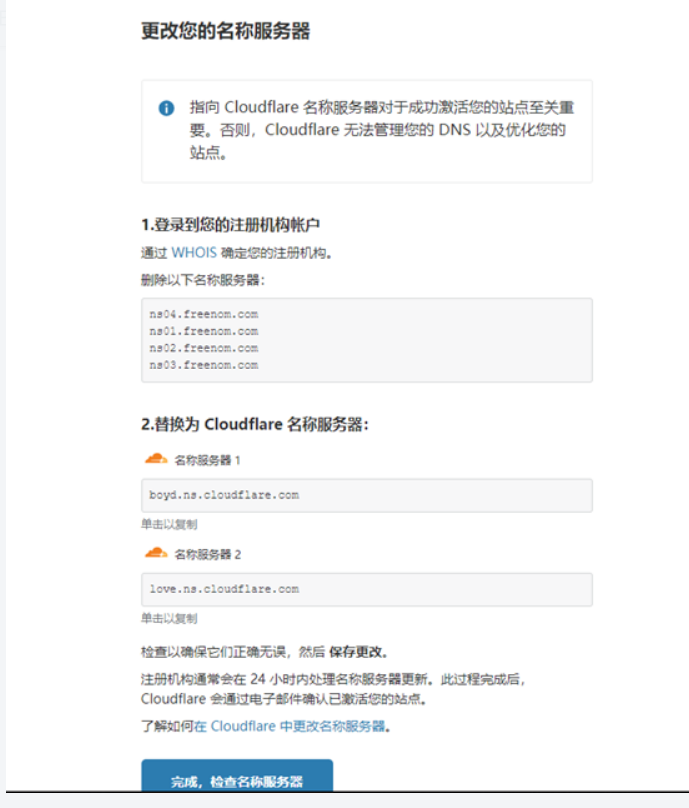 更改您的名称服务器
指向 Cloudflare 名称服务器对于成功激活您的站点至关重
要。否则，Cloudflare 无法管理您的 DNS 以及优化您的
站点。
1.登录到您的注册机构帐户
通过 WHOIS 确定您的注册机构。
删除以下名称服务器：
ns04.freenom.com
ns01.freenom.com
ns02.freenom.com
ns03.freenom.com
2.替换为 Cloudflare 名称服务器：
名称服务器 1
boyd.ns.cloudflare.com
单击以复制
名称服务器 2
love.ns.cloudflare.com
单击以复制
检查以确保它们正确无误，然后 保存更改。
注册机构通常会在 24 小时内处理名称服务器更新。此过程完成后，
Cloudflare 会通过电子邮件确认已激活您的站点。
了解如何在 Cloudflare 中更改名称服务器。
完成，检查名称服务器